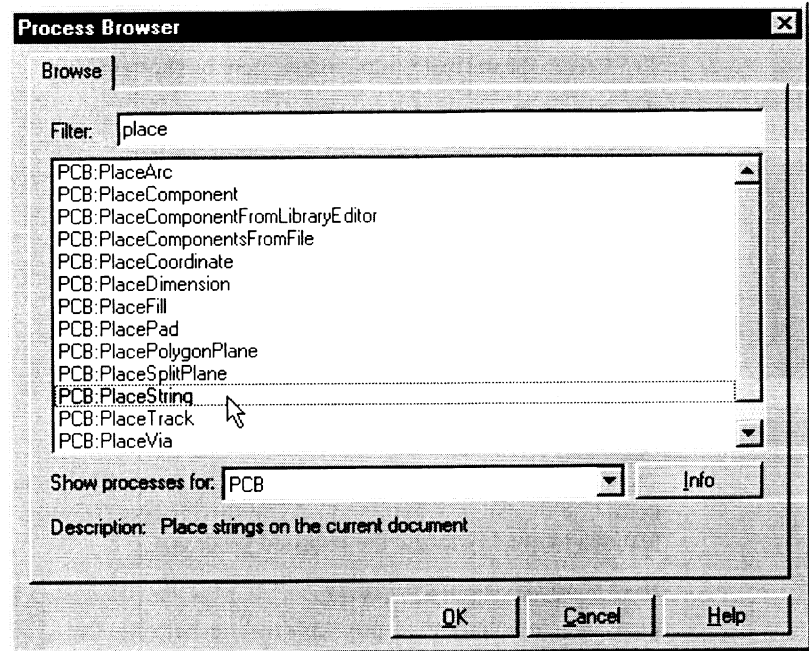 Process Browser
Browse
Filter: place
PCB:PlaceArc
PCB:PlaceComponent
PCB:PlaceComponentFromLibraryEditor
PCB:PlaceComponentsFromFile
PCB:PlaceCoordinate
PCB:PlaceDimension
PCB:PlaceFill
PCB:PlacePad
PCB:PlacePolygonPlane
PCB:PlaceSplitPlane
PCB:PlaceString
PCB:PlaceTrack
PCB:PlaceVia
Show processes for: PCB Info
Description: Place strings on the current document
OK Cancel Help